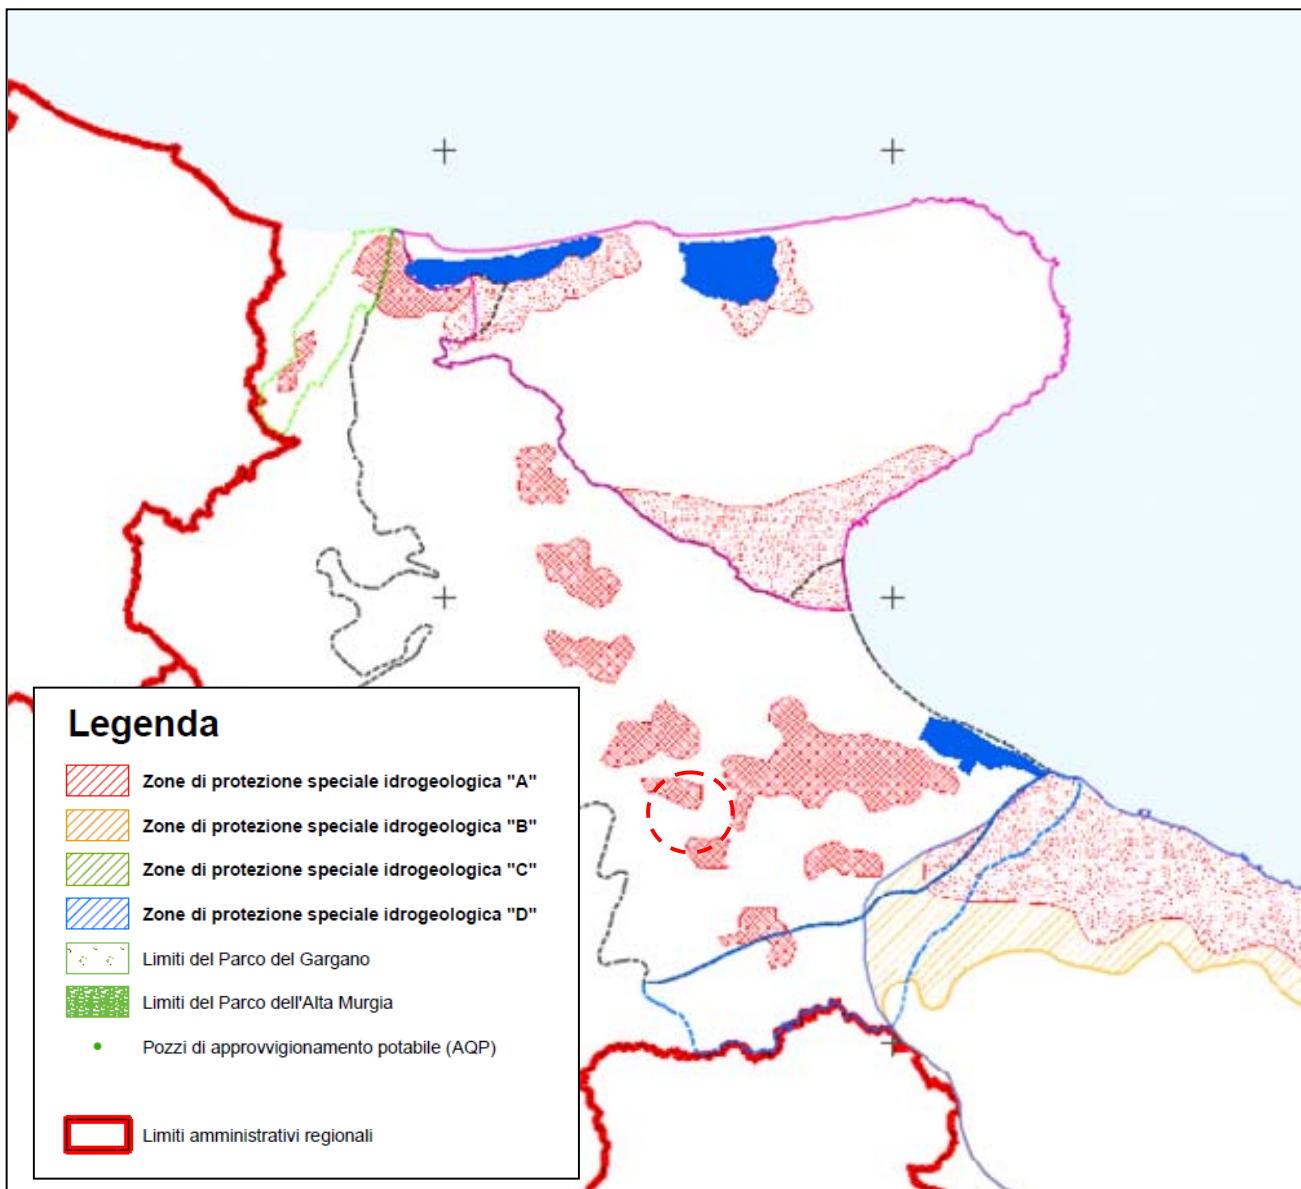 Legenda
Zone di protezione speciale idrogeologica "A"
Zone di protezione speciale idrogeologica "B"
Zone di protezione speciale idrogeologica "C"
Zone di protezione speciale idrogeologica "D"
Limiti del Parco del Gargano
Limiti del Parco dell'Alta Murgia
Pozzi di approvvigionamento potabile (AQP)
Limiti amministrativi regionali